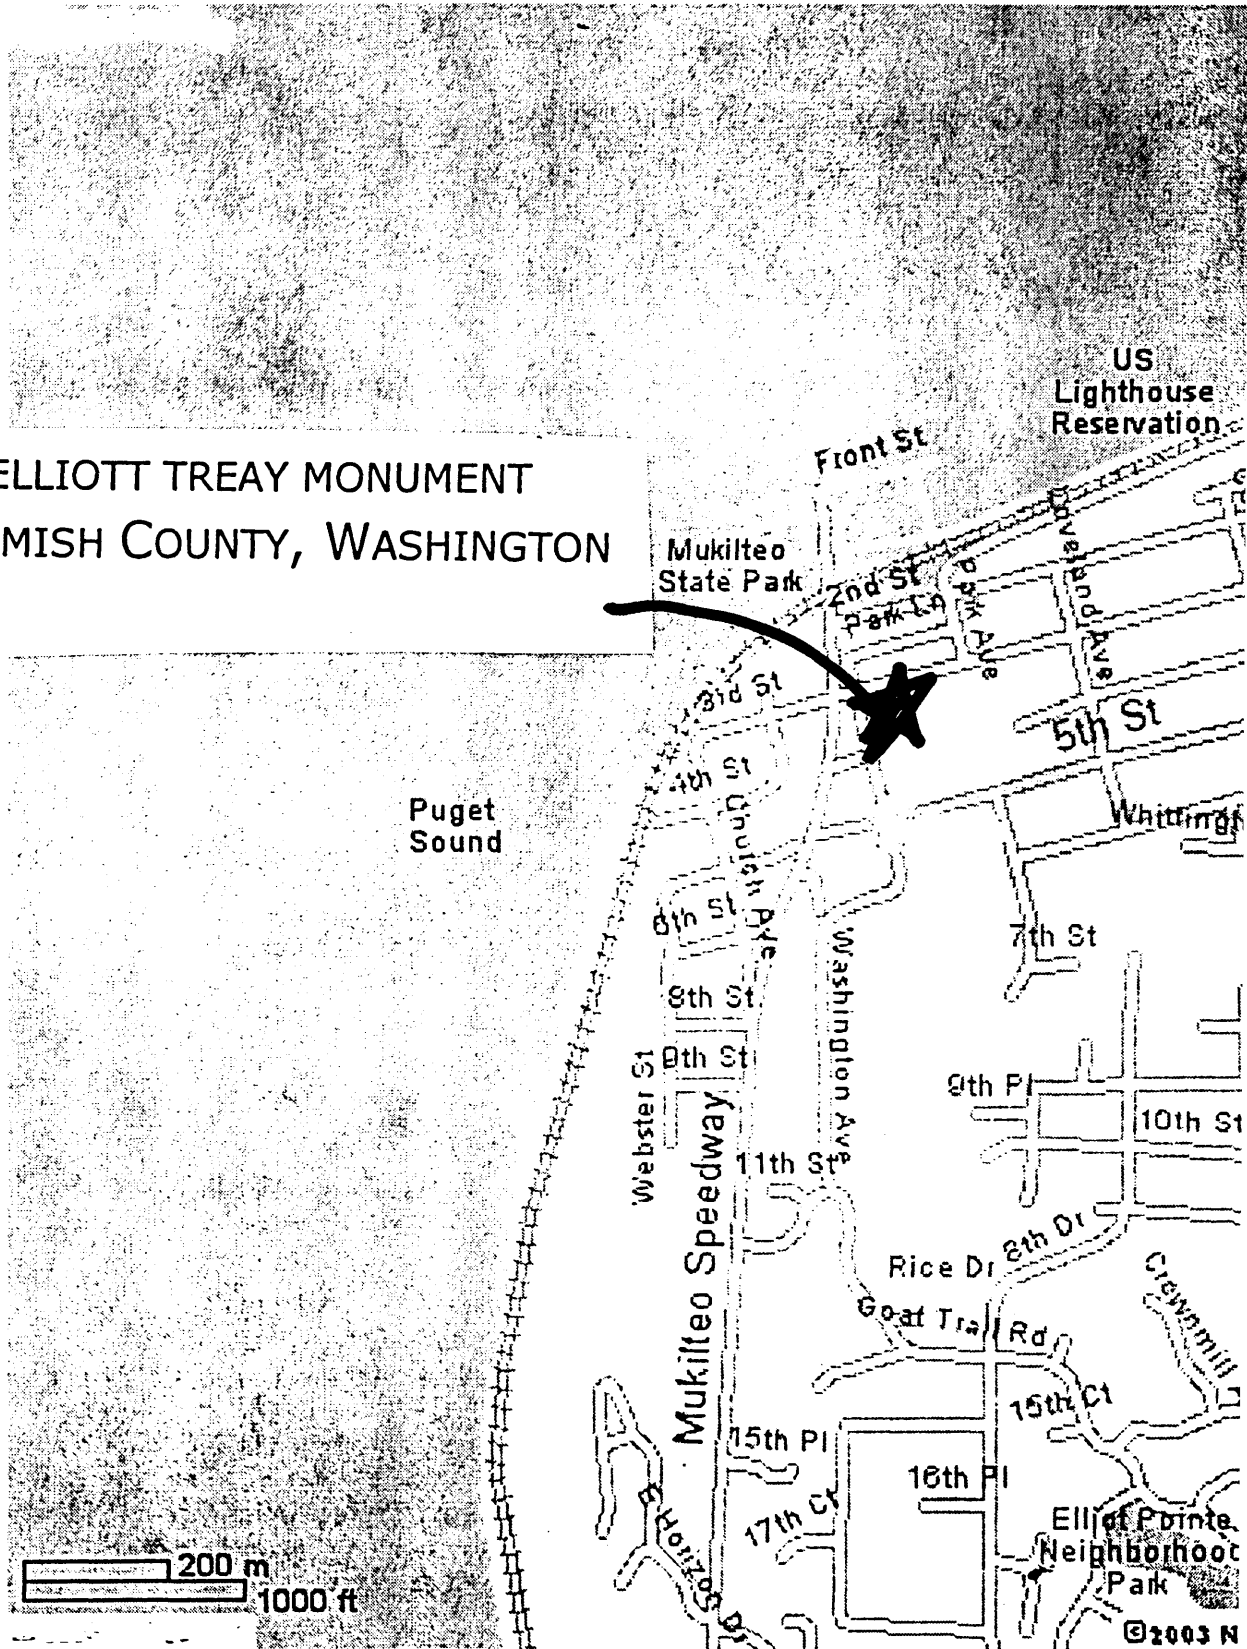 US
Lighthouse
Reservation
Front St
ELLIOTT TREAY MONUMENT
MISH COUNTY, WASHINGTON
Mukilteo
State Park
2nd St
Park Ln
Park Ave
Loveland Ave
3rd St
5th St
4th St
Puget
Sound
Church Ave
6th St
Washington Ave
7th St
8th St
9th St
Webster St
9th Pl
10th St
11th St
Mukilteo Speedway
8th Dr
Rice Dr
Goat Trail Rd
Crownmill
15th Ct
15th Pl
16th Pl
17th Ct
Horizon Dr
Elliot Pointe
Neighborhood
Park
200 m
1000 ft
©2003 N